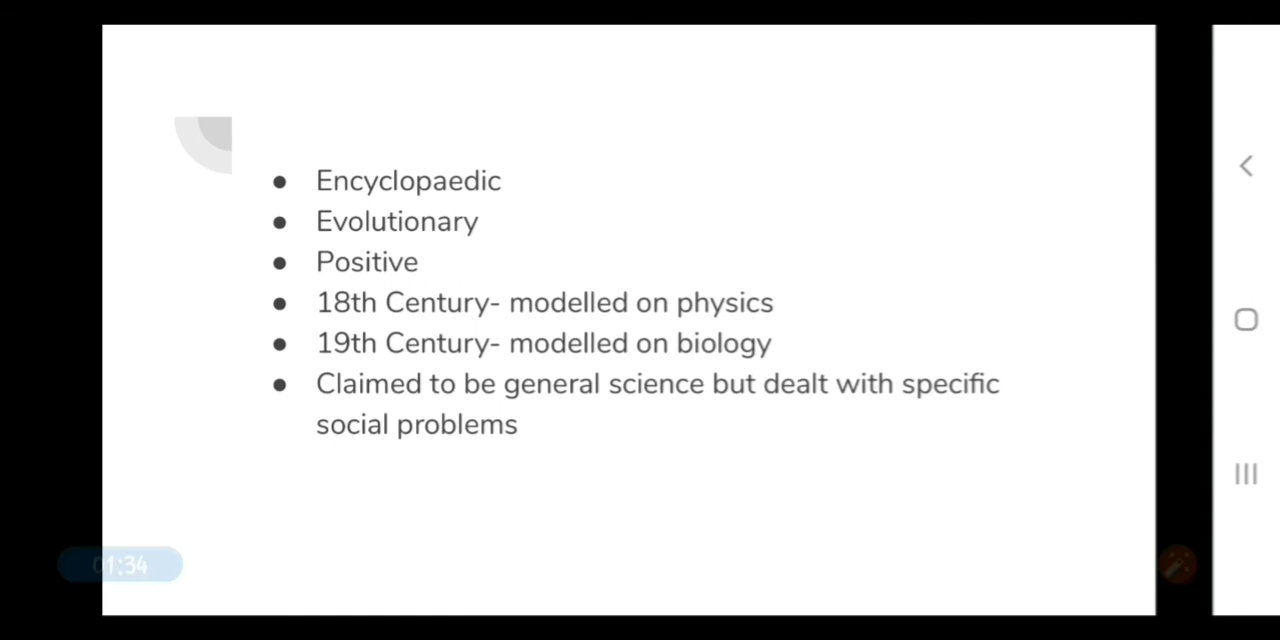 Encyclopaedic
Evolutionary
Positive
18th Century- modelled on physics
19th Century- modelled on biology
Claimed to be general science but dealt with specific
social problems
01:34